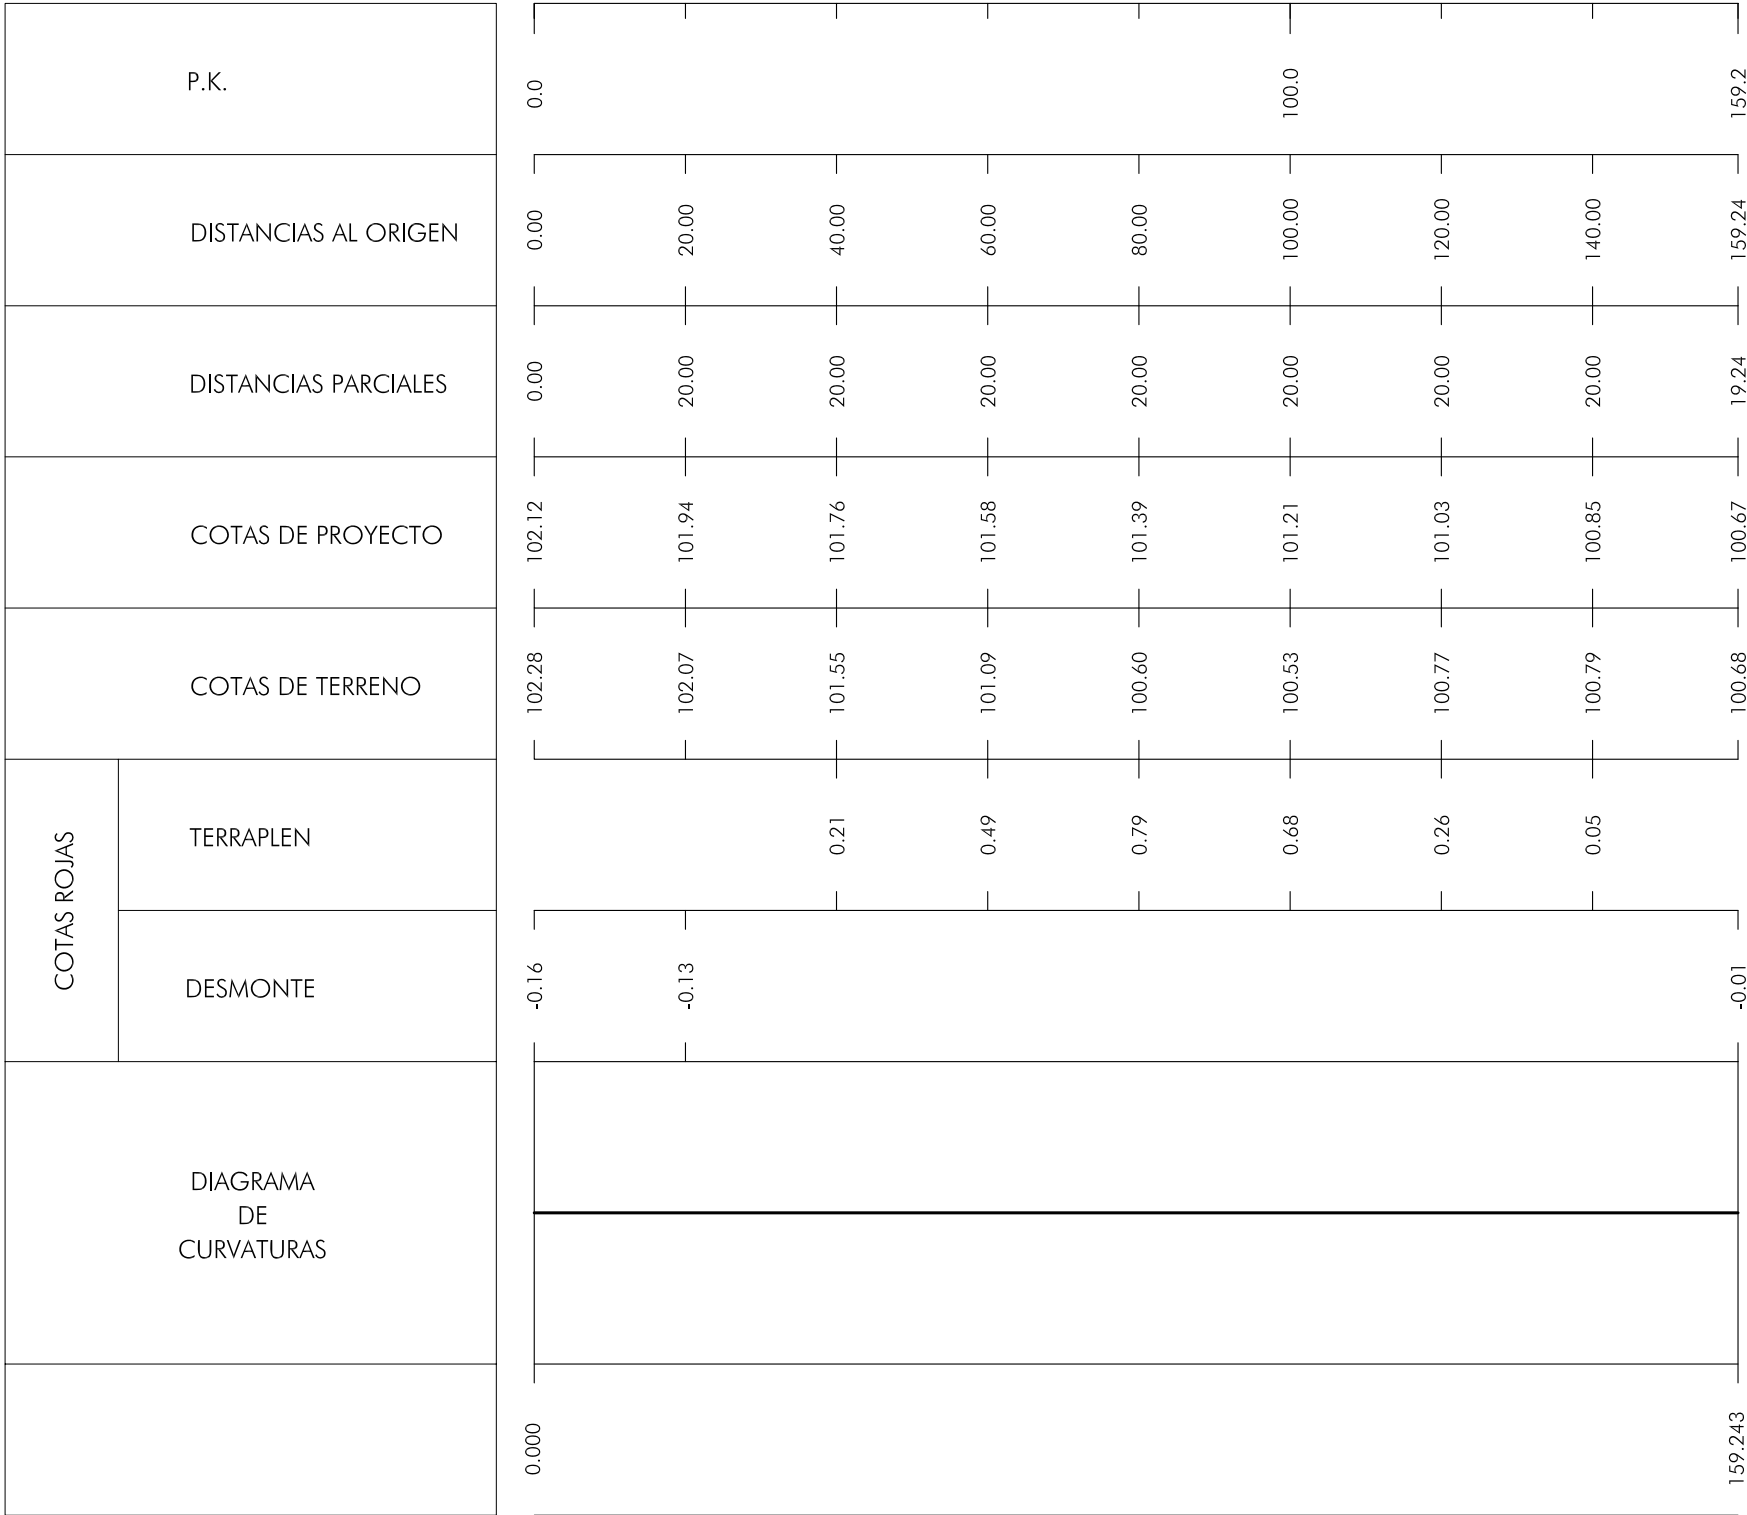 P.K.
0.0 100.0 159.2
DISTANCIAS AL ORIGEN
0.00 20.00 40.00 60.00 80.00 100.00 120.00 140.00 159.24
DISTANCIAS PARCIALES
0.00 20.00 20.00 20.00 20.00 20.00 20.00 20.00 19.24
COTAS DE PROYECTO
102.12 101.94 101.76 101.58 101.39 101.21 101.03 100.85 100.67
COTAS DE TERRENO
102.28 102.07 101.55 101.09 100.60 100.53 100.77 100.79 100.68
COTAS ROJAS
TERRAPLEN
0.21 0.49 0.79 0.68 0.26 0.05
DESMONTE
-0.16 -0.13 -0.01
DIAGRAMA
DE
CURVATURAS
0.000 159.243